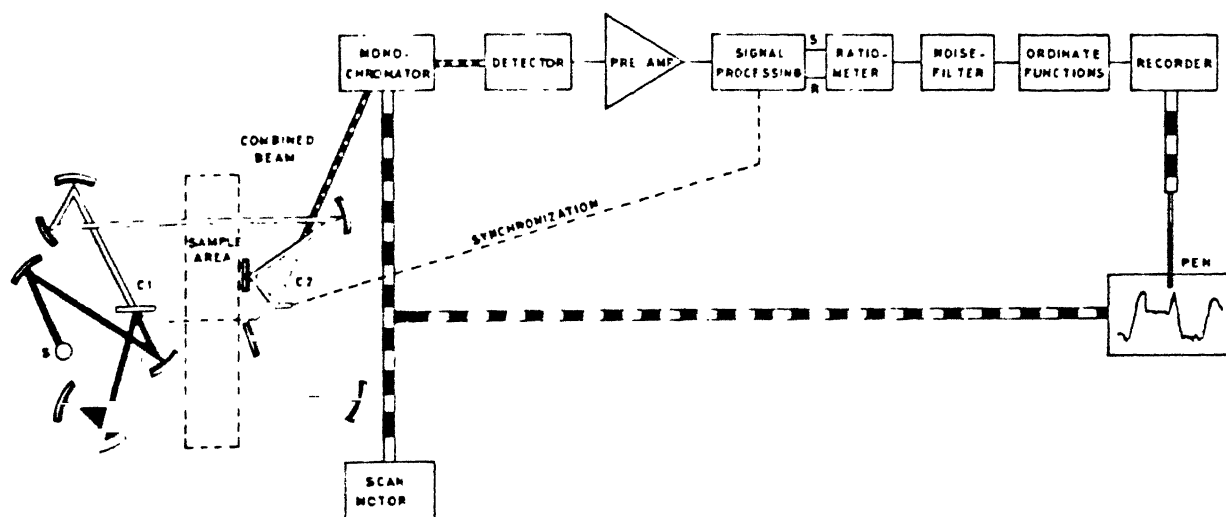 MONO-
CHROMATOR
DETECTOR
PRE AMP
SIGNAL
PROCESSING
S
R
RATIO-
METER
NOISE-
FILTER
ORDINATE
FUNCTIONS
RECORDER
COMBINED
BEAM
SAMPLE
AREA
C1
C2
S
SYNCHRONIZATION
PEN
SCAN
MOTOR